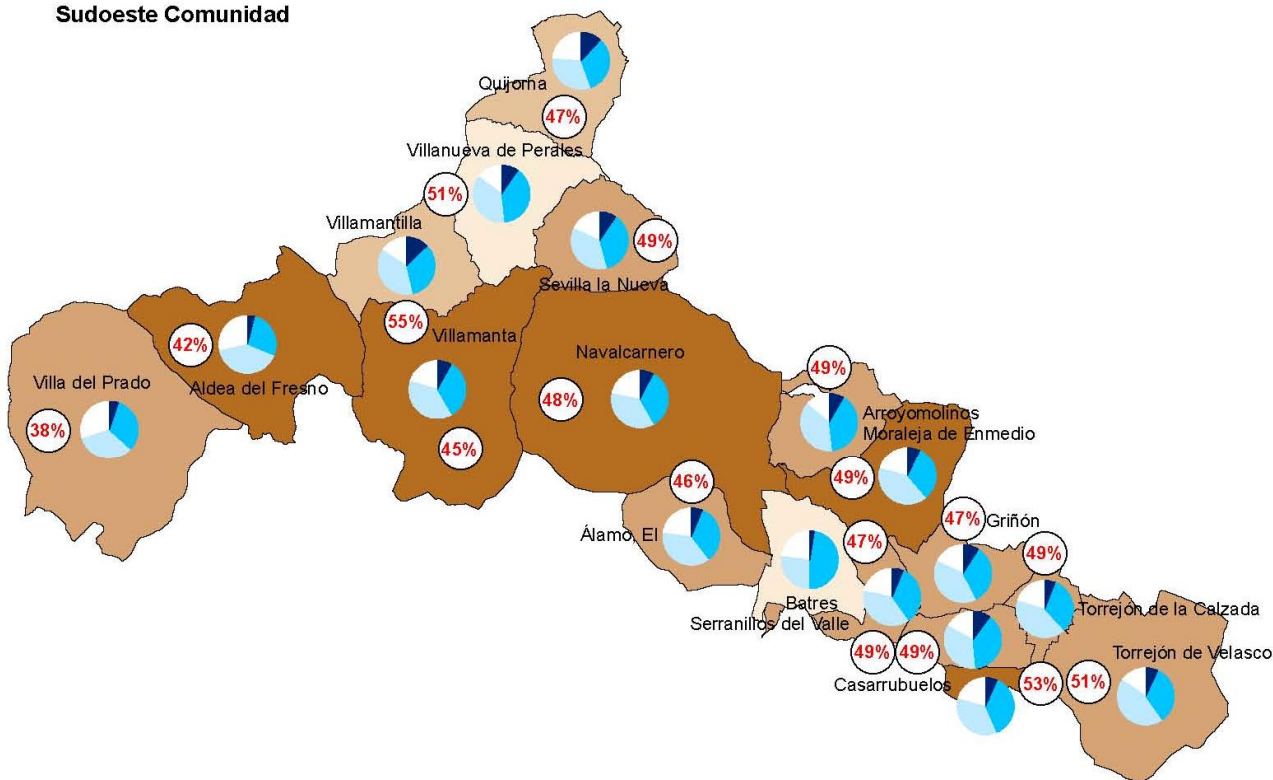 Sudoeste Comunidad
Quijorna
47%
Villanueva de Perales
51%
Villamantilla
49%
Sevilla la Nueva
55%
Villamanta
42%
Aldea del Fresno
Villa del Prado
38%
Navalcarnero
48%
45%
49%
Arroyomolinos
Moraleja de Enmedio
49%
46%
Álamo, El
47%
Griñón
47%
49%
Batres
Serranillos del Valle
Torrejón de la Calzada
49%
49%
Casarrubuelos
Torrejón de Velasco
53%
51%